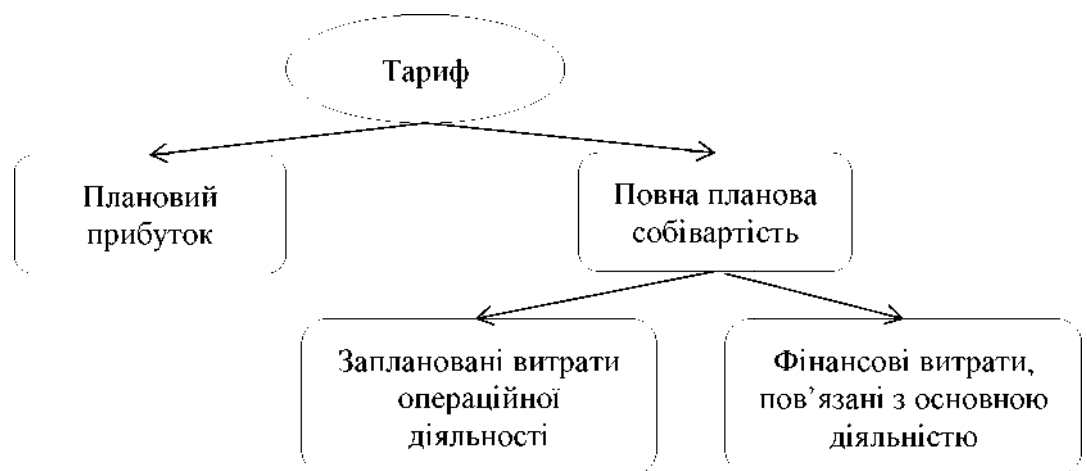 Тариф
Плановий
прибуток
Повна планова
собівартість
Заплановані витрати
операційної
діяльності
Фінансові витрати,
пов’язані з основною
діяльністю